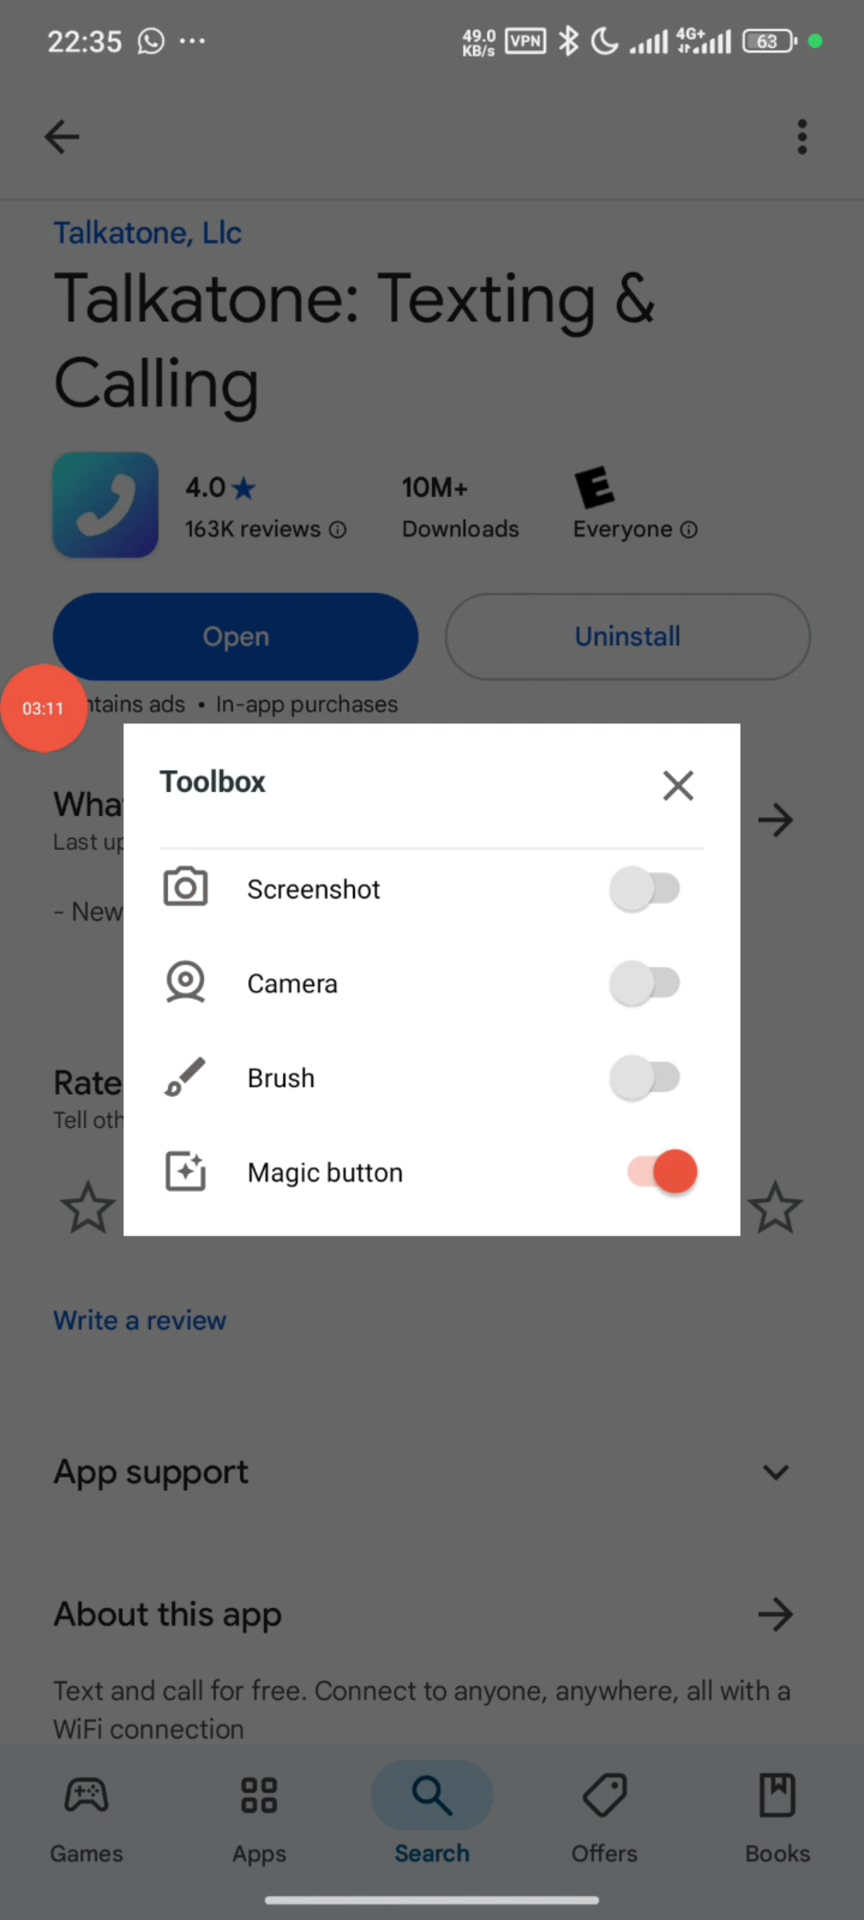 22:35
49.0
KB/s
VPN
4G+
63
Talkatone, Llc
Talkatone: Texting &
Calling
4.0
163K reviews
10M+
Downloads
E
Everyone
Open
Uninstall
03:11
ntains ads • In-app purchases
Wha
Last up
- New
Toolbox
Screenshot
Camera
Brush
Magic button
Rate
Tell oth
Write a review
App support
About this app
Text and call for free. Connect to anyone, anywhere, all with a
WiFi connection
Games
Apps
Search
Offers
Books